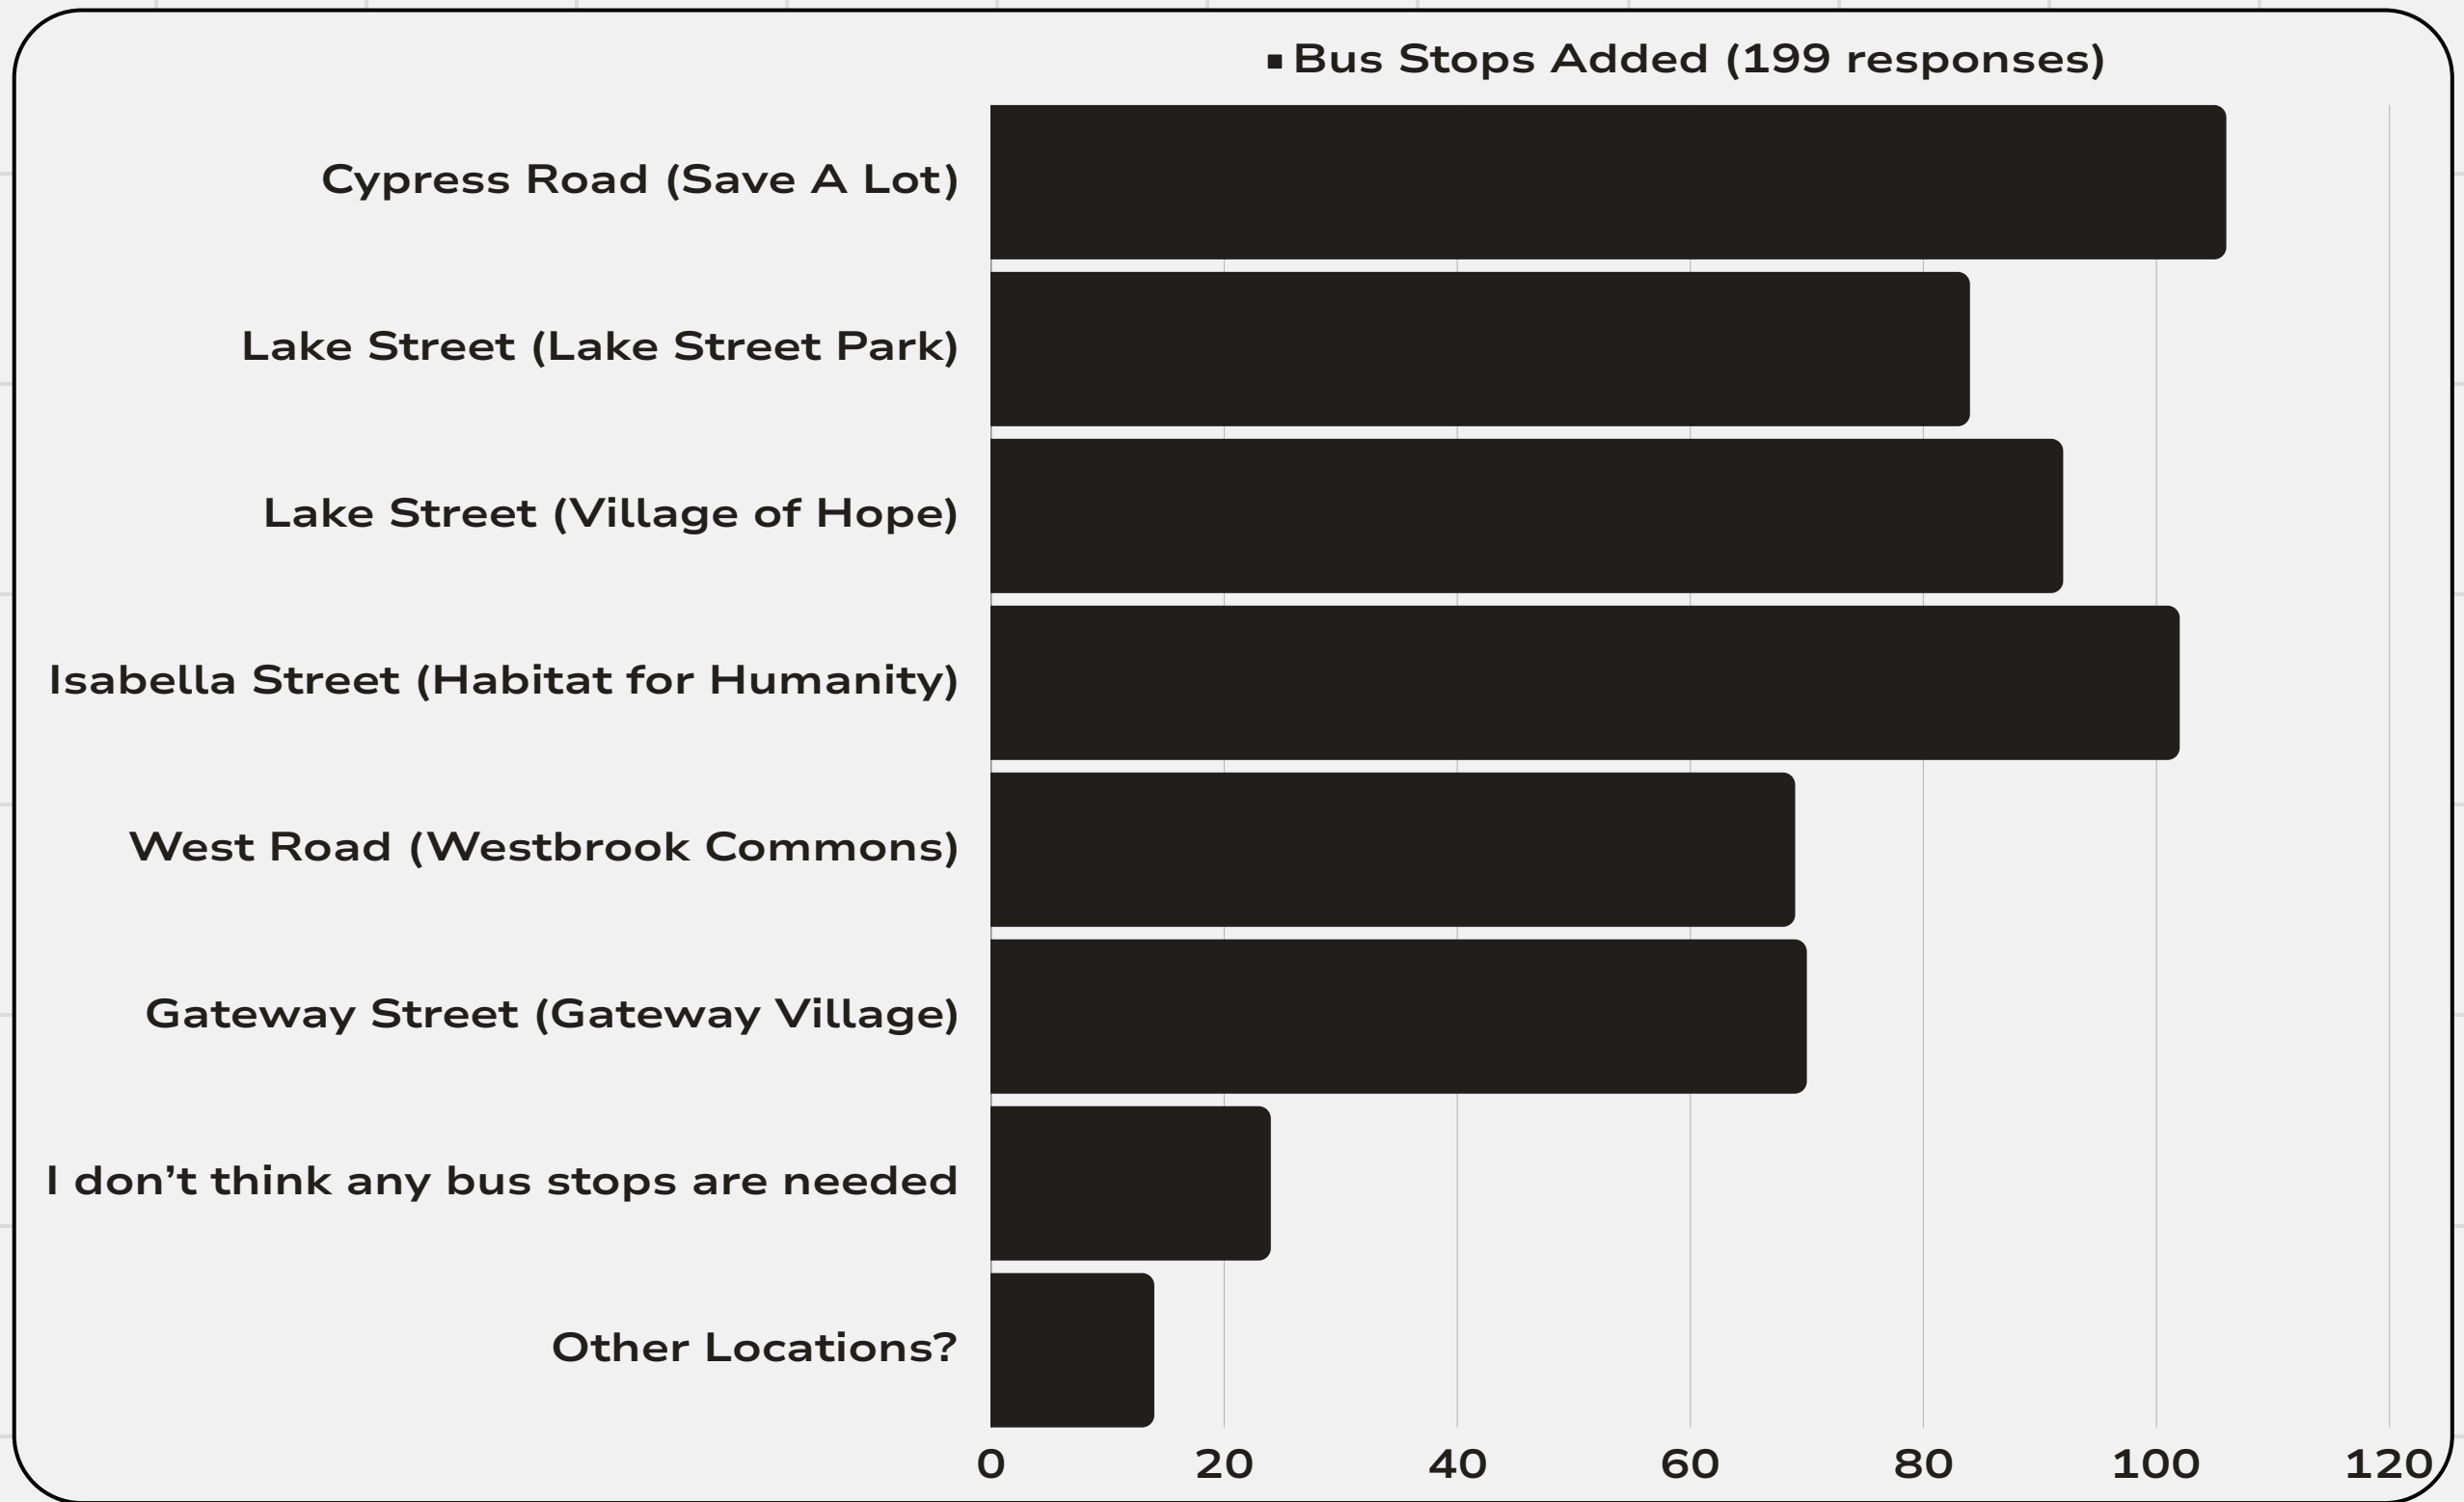 Bus Stops Added (199 responses)
Cypress Road (Save A Lot)
Lake Street (Lake Street Park)
Lake Street (Village of Hope)
Isabella Street (Habitat for Humanity)
West Road (Westbrook Commons)
Gateway Street (Gateway Village)
I don’t think any bus stops are needed
Other Locations?
0 20 40 60 80 100 120